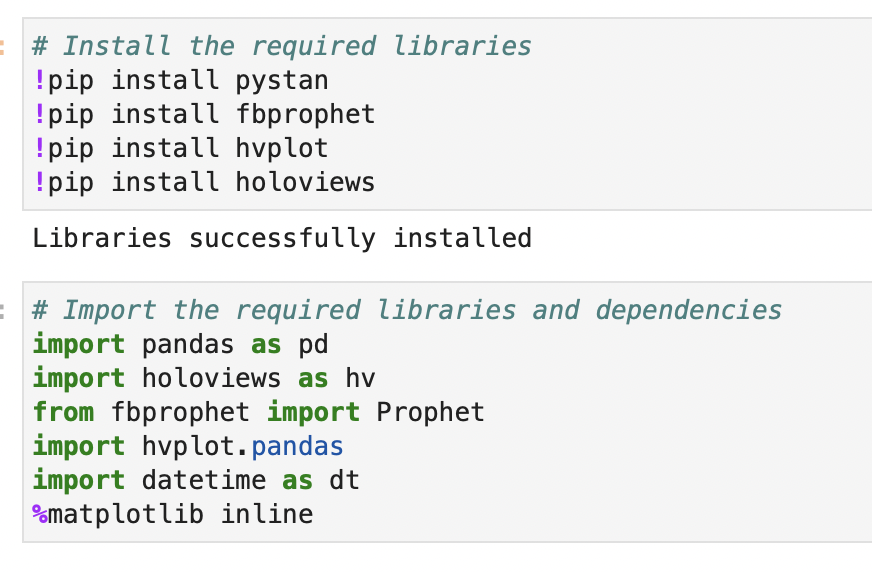 # Install the required libraries
!pip install pystan
!pip install fbprophet
!pip install hvplot
!pip install holoviews
Libraries successfully installed
# Import the required libraries and dependencies
import pandas as pd
import holoviews as hv
from fbprophet import Prophet
import hvplot.pandas
import datetime as dt
%matplotlib inline